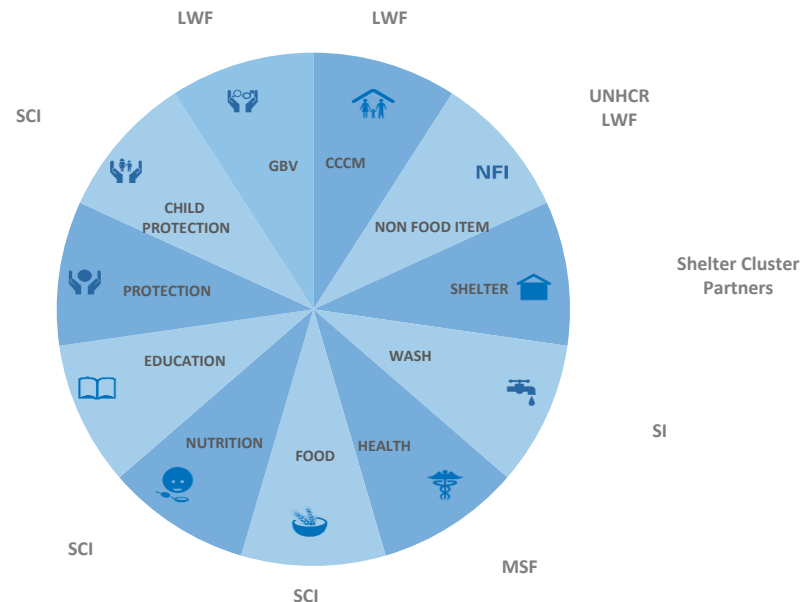 LWF
LWF
UNHCR
LWF
SCI
NFI
GBV
CCCM
CHILD
PROTECTION
NON FOOD ITEM
Shelter Cluster
Partners
PROTECTION
SHELTER
EDUCATION
WASH
SI
NUTRITION
HEALTH
FOOD
SCI
MSF
SCI